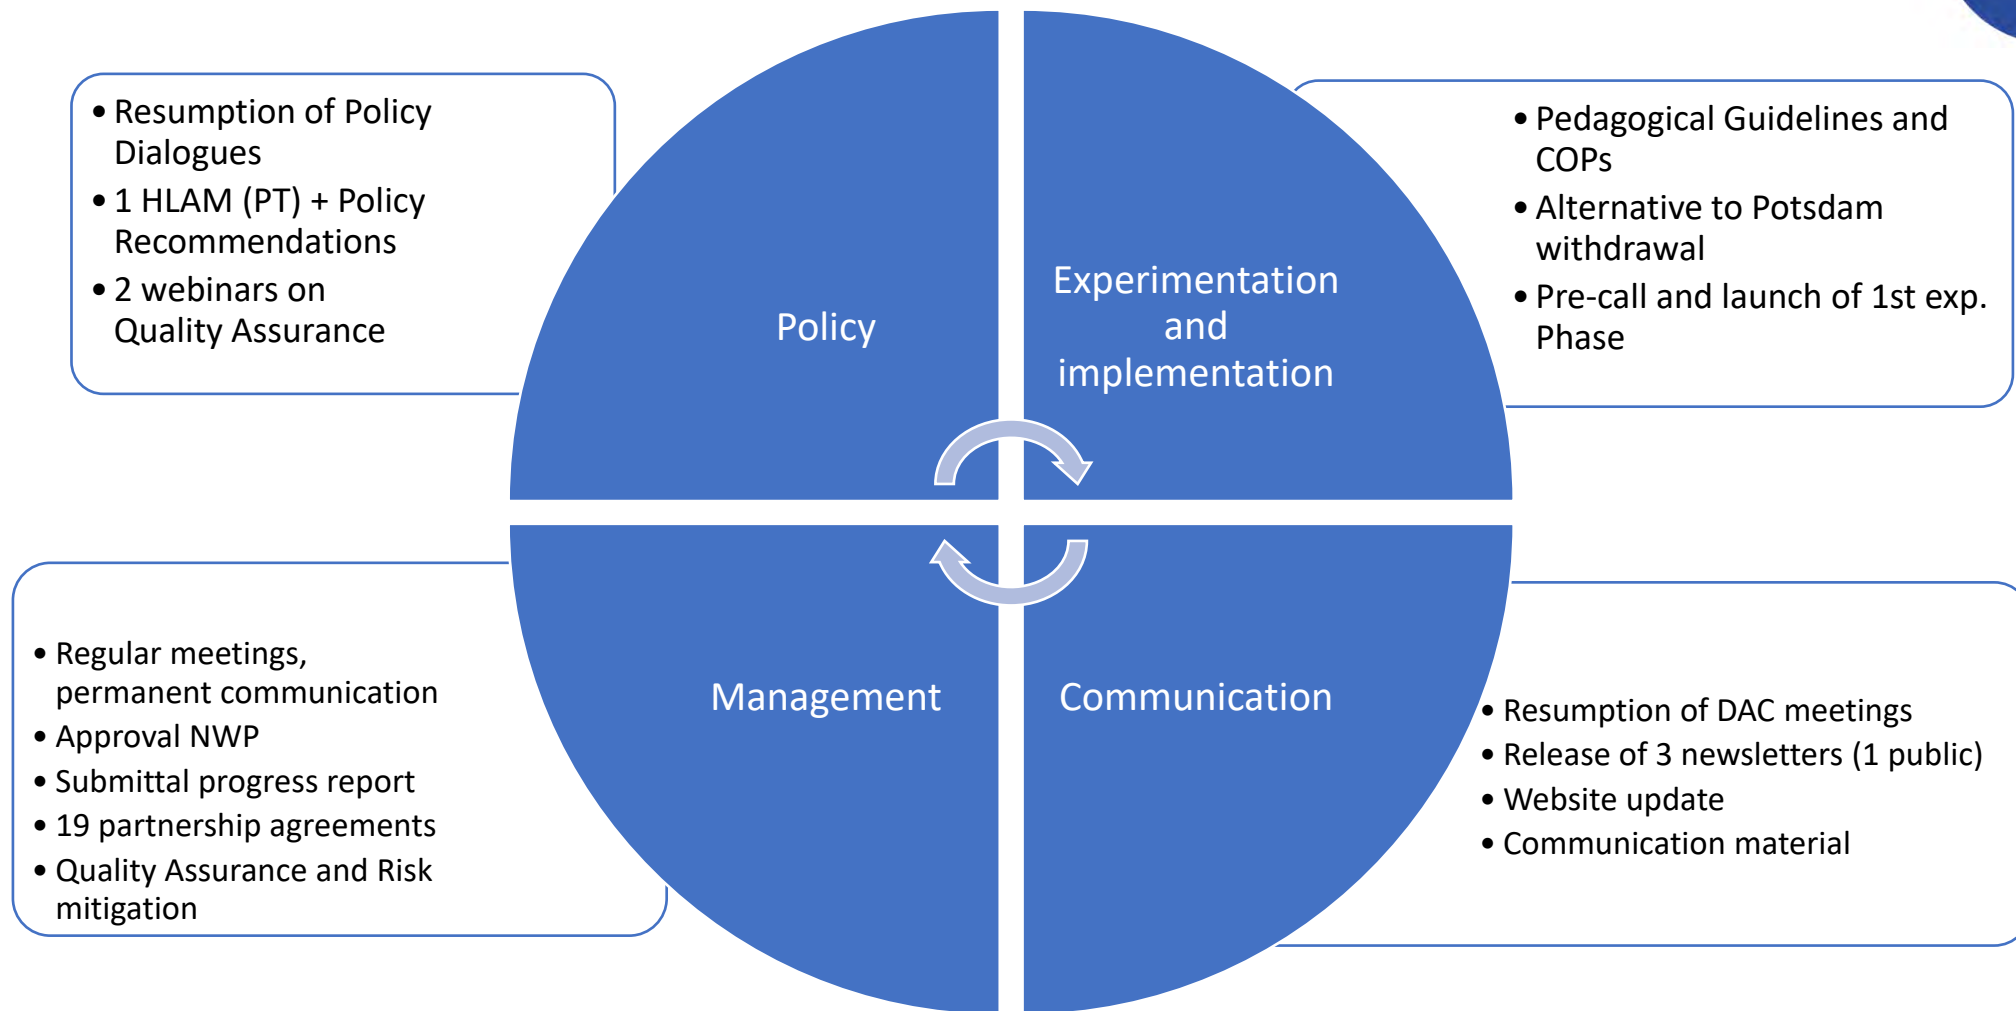 • Resumption of Policy
Dialogues
• 1 HLAM (PT) + Policy
Recommendations
• 2 webinars on
Quality Assurance
Policy
Experimentation
and
implementation
• Pedagogical Guidelines and
COPs
• Alternative to Potsdam
withdrawal
• Pre-call and launch of 1st exp.
Phase
• Regular meetings,
permanent communication
• Approval NWP
• Submittal progress report
• 19 partnership agreements
• Quality Assurance and Risk
mitigation
Management
Communication
• Resumption of DAC meetings
• Release of 3 newsletters (1 public)
• Website update
• Communication material